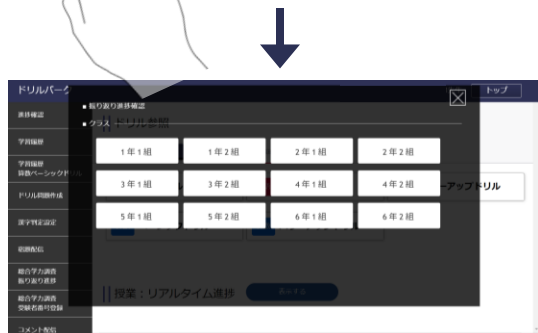 ドリルパーク
トップ
進捗確認
学習履歴
学習履歴
算数ベーシックドリル
ドリル問題作成
漢字判定設定
宿題配信
総合学力調査
振り返り進捗
総合学力調査
受験者番号登録
コメント配信
■ 振り返り進捗確認
■ クラス
ドリル参照
1年1組
1年2組
2年1組
2年2組
3年1組
3年2組
4年1組
4年2組
5年1組
5年2組
6年1組
6年2組
ーアップドリル
授業：リアルタイム進捗
表示する